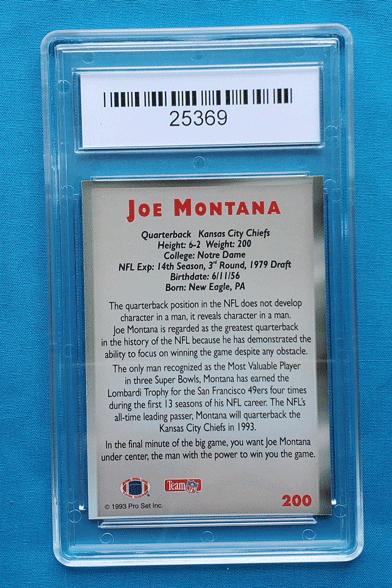 25369
JOE MONTANA
Quarterback Kansas City Chiefs
Height: 6-2 Weight: 200
College: Notre Dame
NFL Exp: 14th Season, 3rd Round, 1979 Draft
Birthdate: 6/11/56
Born: New Eagle, PA
The quarterback position in the NFL does not develop
character in a man, it reveals character in a man.
Joe Montana is regarded as the greatest quarterback
in the history of the NFL because he has demonstrated the
ability to focus on winning the game despite any obstacle.
The only man recognized as the Most Valuable Player
in three Super Bowls, Montana has earned the
Lombardi Trophy for the San Francisco 49ers four times
during the first 13 seasons of his NFL career. The NFL's
all-time leading passer, Montana will quarterback the
Kansas City Chiefs in 1993.
In the final minute of the big game, you want Joe Montana
under center, the man with the power to win you the game.
Team NFL
© 1993 Pro Set Inc.
200